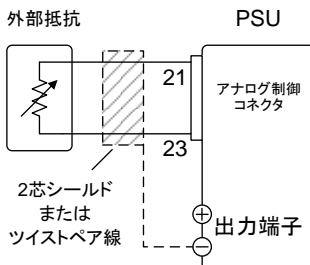 外部抵抗
PSU
21
アナログ制御
コネクタ
23
2芯シールド
または
ツイストペア線
出力端子